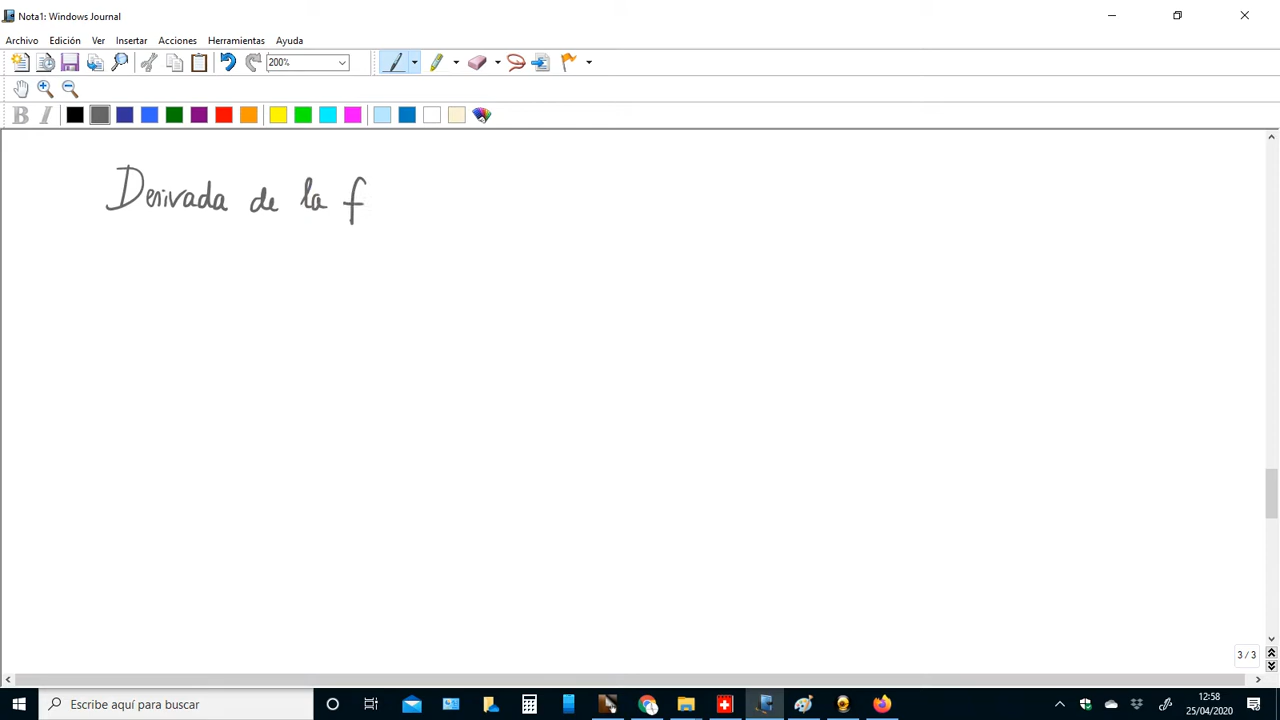 Nota1: Windows Journal
Archivo Edición Ver Insertar Acciones Herramientas Ayuda
200%
B I
Derivada de la f
3 / 3
Escribe aquí para buscar
12:58
25/04/2020